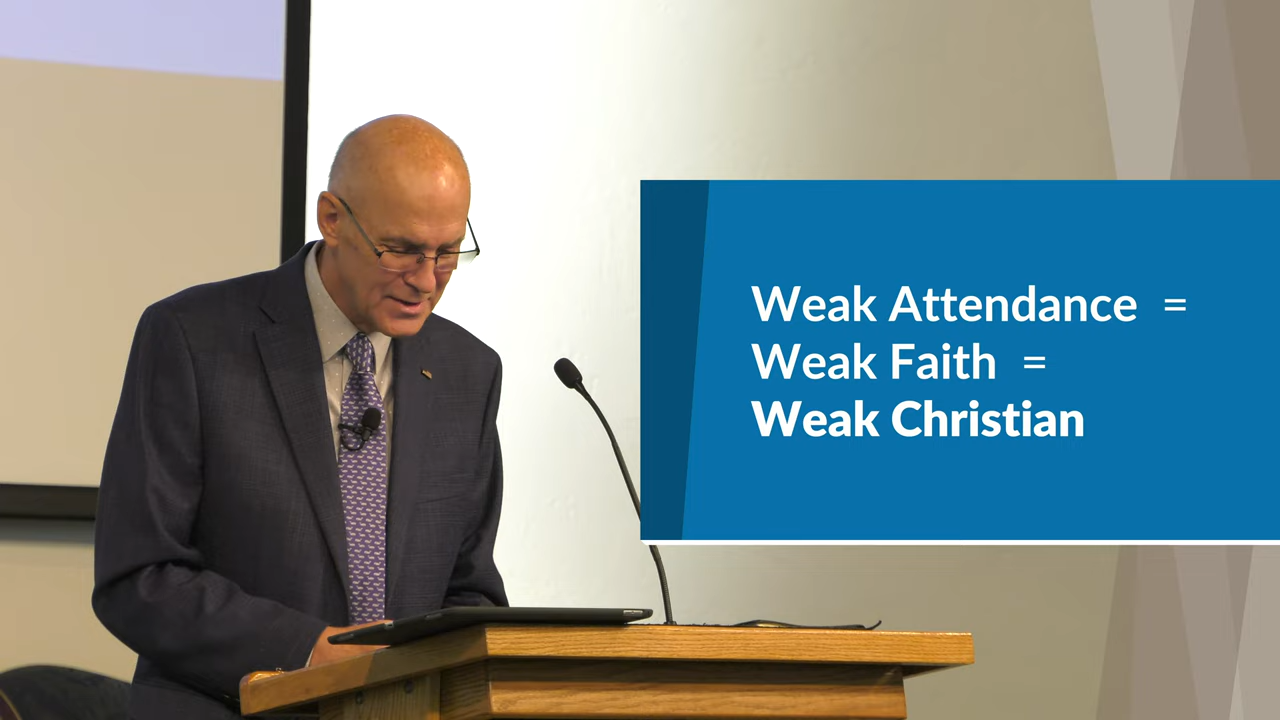 Weak Attendance =
Weak Faith =
Weak Christian